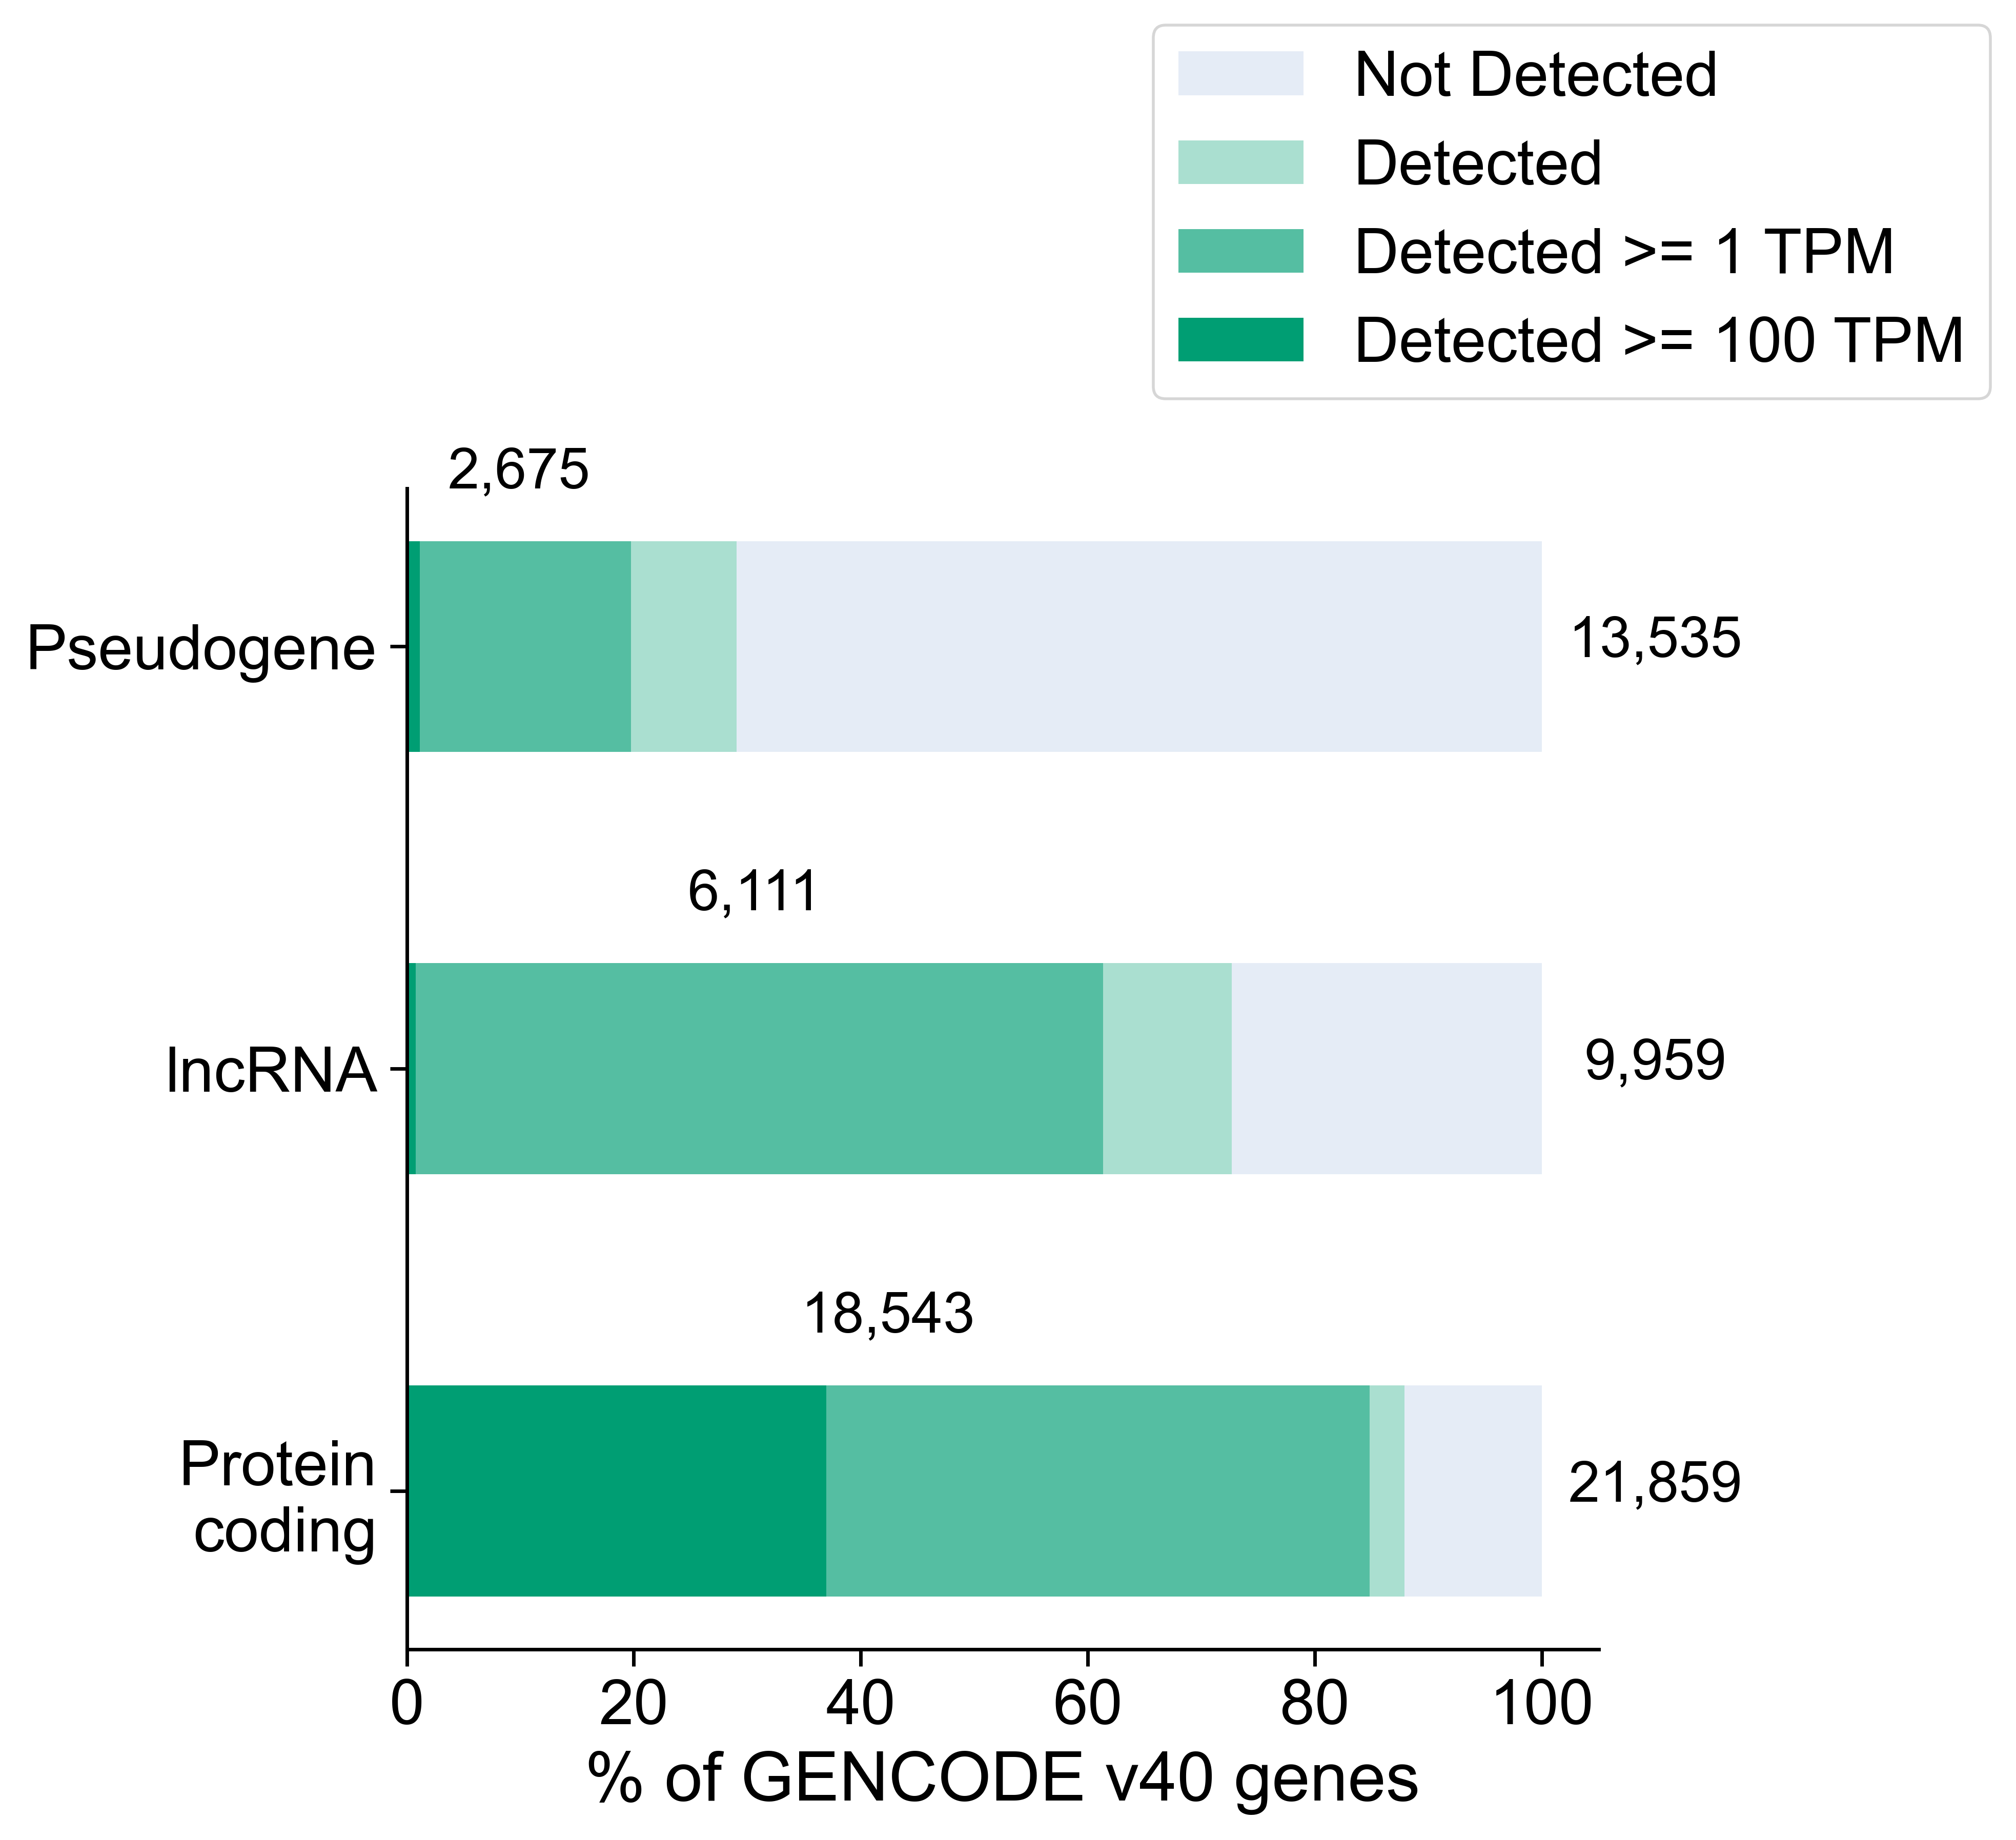 Not Detected
Detected
Detected >= 1 TPM
Detected >= 100 TPM
2,675
Pseudogene
13,535
6,111
lncRNA
9,959
18,543
Protein
coding
21,859
0 20 40 60 80 100
% of GENCODE v40 genes